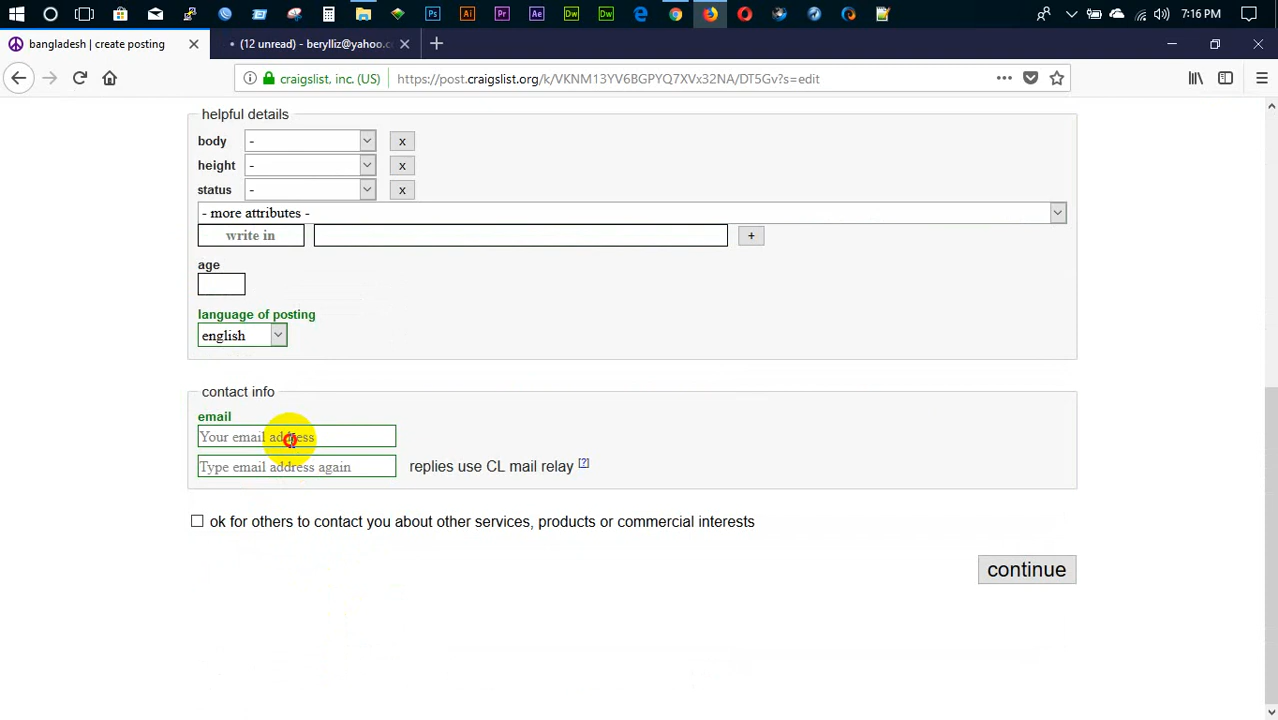 7:16 PM
bangladesh | create posting
(12 unread) - berylliz@yahoo.c
craigslist, inc. (US)
https://post.craigslist.org/k/VKNM13YV6BGPYQ7XVx32NA/DT5Gv?s=edit
helpful details
body - x
height - x
status - x
- more attributes -
write in +
age
language of posting
english
contact info
email
Your email address
Type email address again replies use CL mail relay [?]
ok for others to contact you about other services, products or commercial interests
continue